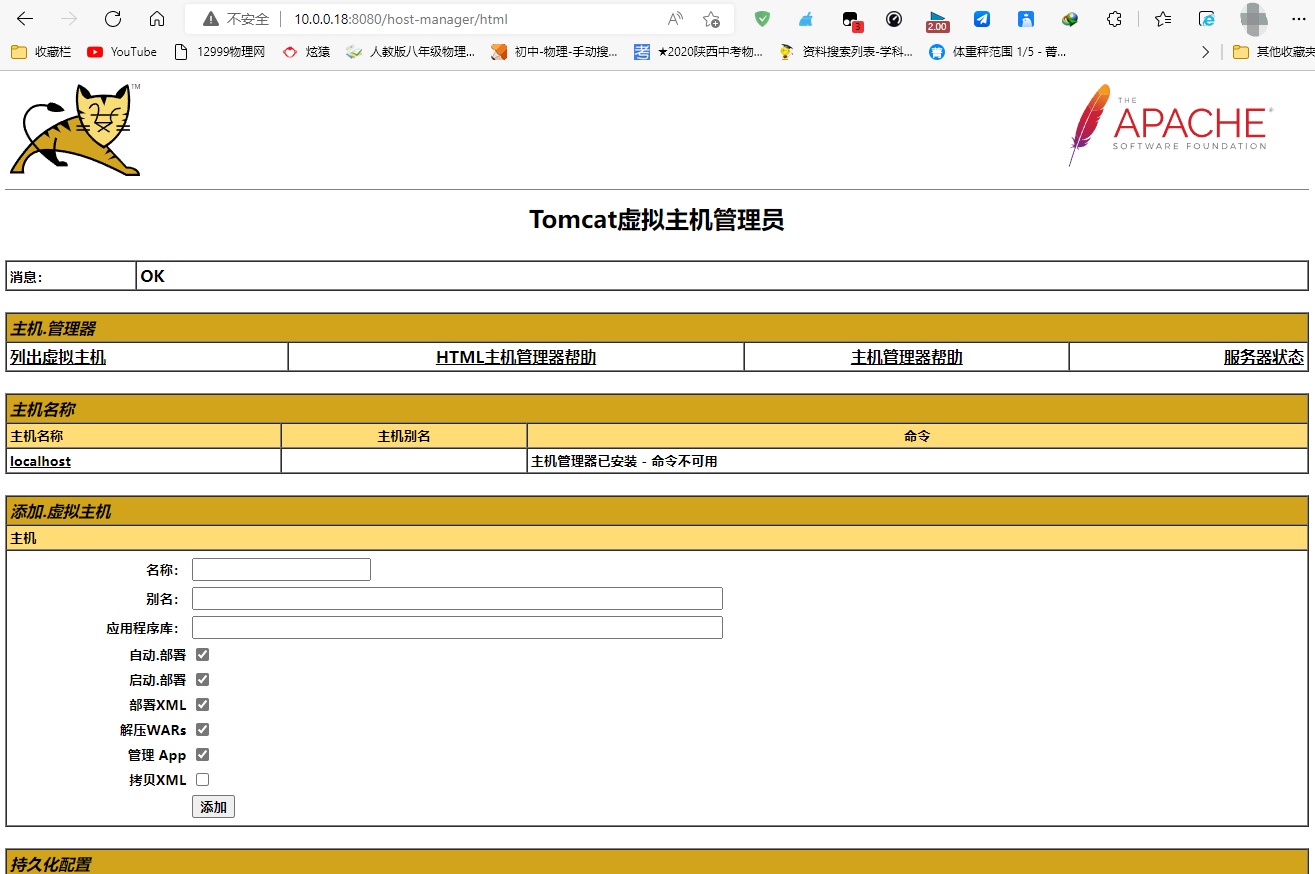 不安全 10.0.0.18:8080/host-manager/html A 3 2.00
收藏栏 YouTube 12999物理网 炫猿 人教版八年级物理... 初中-物理-手动搜... 考 ★2020陕西中考物... 资料搜索列表-学科... 菁 体重秤范围 1/5 - 菁... 其他收藏夹
TM
THE
APACHE®
SOFTWARE FOUNDATION
Tomcat虚拟主机管理员
消息: OK
主机.管理器
列出虚拟主机 HTML主机管理器帮助 主机管理器帮助 服务器状态
主机名称
主机名称 主机别名 命令
localhost 主机管理器已安装 - 命令不可用
添加.虚拟主机
主机
名称:
别名:
应用程序库:
自动.部署
启动.部署
部署XML
解压WARs
管理 App
拷贝XML
添加
持久化配置